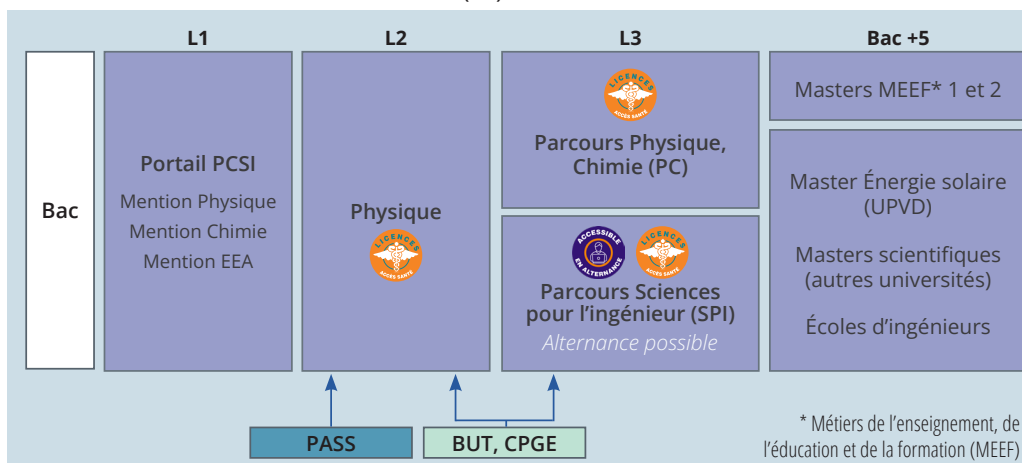 L1
L2
L3
Bac +5
Bac
Portail PCSI
Mention Physique
Mention Chimie
Mention EEA
Physique
LICENCES
ACCÈS SANTÉ
LICENCES
ACCÈS SANTÉ
Parcours Physique,
Chimie (PC)
ACCESSIBLE
EN ALTERNANCE
LICENCES
ACCÈS SANTÉ
Parcours Sciences
pour l’ingénieur (SPI)
Alternance possible
Masters MEEF* 1 et 2
Master Énergie solaire
(UPVD)
Masters scientifiques
(autres universités)
Écoles d’ingénieurs
PASS
BUT, CPGE
* Métiers de l’enseignement, de
l’éducation et de la formation (MEEF)